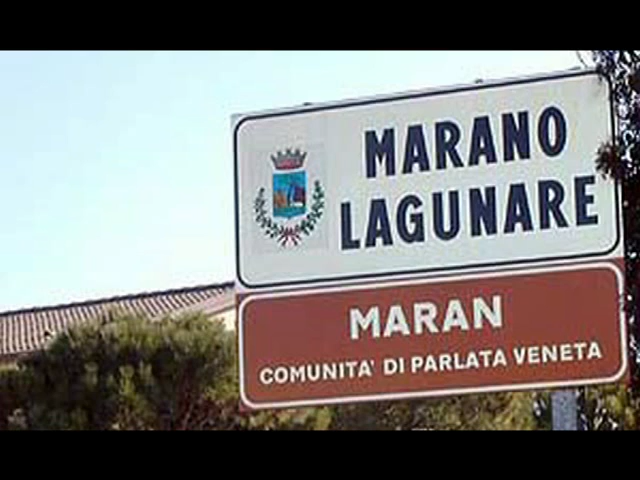 MARANO
LAGUNARE
MARAN
COMUNITA' DI PARLATA VENETA